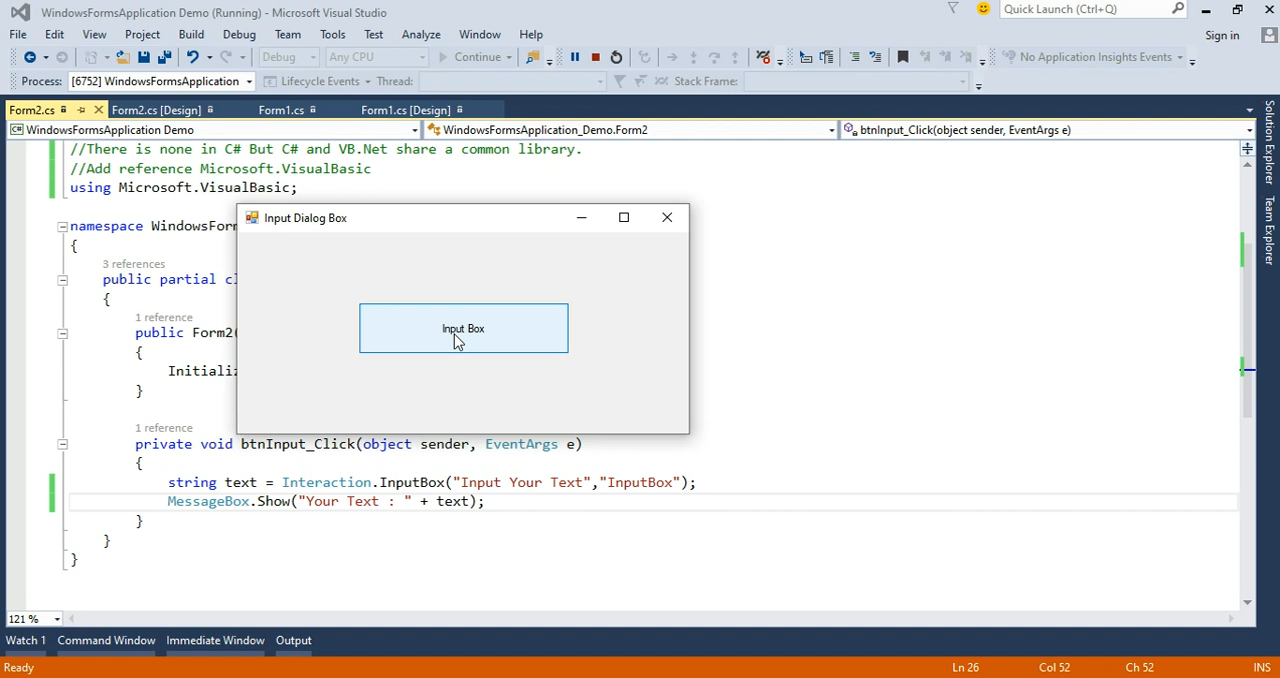 WindowsFormsApplication Demo (Running) - Microsoft Visual Studio
Quick Launch (Ctrl+Q)
File Edit View Project Build Debug Team Tools Test Analyze Window Help
Sign in
Debug Any CPU Continue No Application Insights Events
Process: [6752] WindowsFormsApplication Lifecycle Events Thread: Stack Frame:
Form2.cs Form2.cs [Design] Form1.cs Form1.cs [Design]
WindowsFormsApplication Demo WindowsFormsApplication_Demo.Form2 btnInput_Click(object sender, EventArgs e)
Solution Explorer
Team Explorer
//There is none in C# But C# and VB.Net share a common library.
//Add reference Microsoft.VisualBasic
using Microsoft.VisualBasic;
Input Dialog Box
namespace WindowsForm
{
3 references
public partial cl
{
1 reference
public Form2(
Input Box
{
Initializ
}
1 reference
private void btnInput_Click(object sender, EventArgs e)
{
string text = Interaction.InputBox("Input Your Text","InputBox");
MessageBox.Show("Your Text : " + text);
}
}
}
121 %
Watch 1 Command Window Immediate Window Output
Ready Ln 26 Col 52 Ch 52 INS